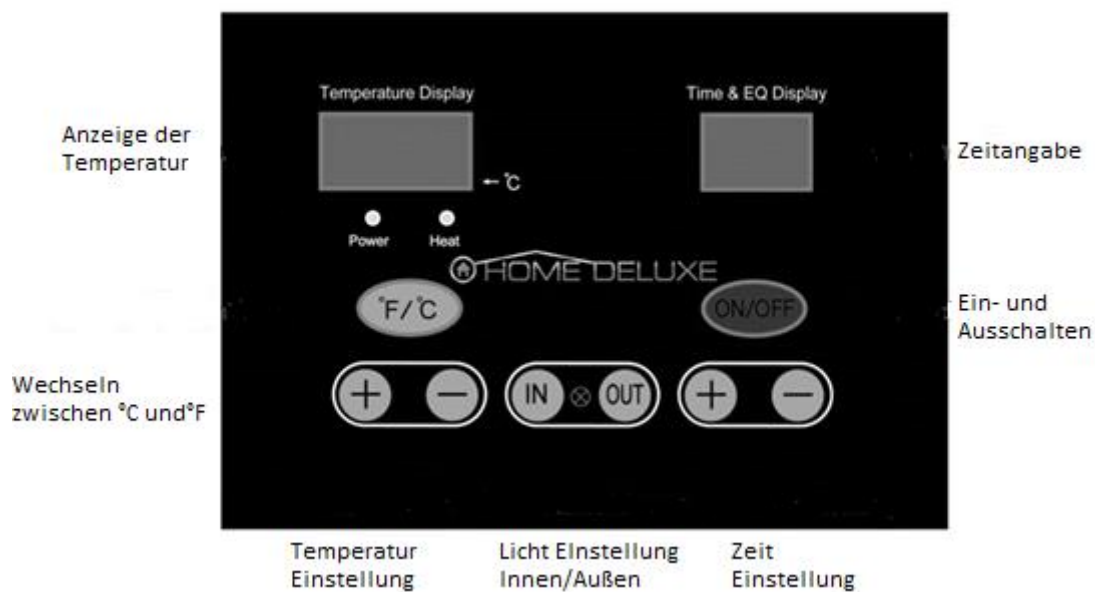 Temperature Display
Time & EQ Display
Anzeige der
Temperatur
Zeitangabe
←°C
Power
Heat
HOME DELUXE
°F/°C
ON/OFF
Ein- und
Ausschalten
Wechseln
zwischen °C und°F
+
−
IN
OUT
+
−
Temperatur
Einstellung
Licht EInstellung
Innen/Außen
Zeit
Einstellung